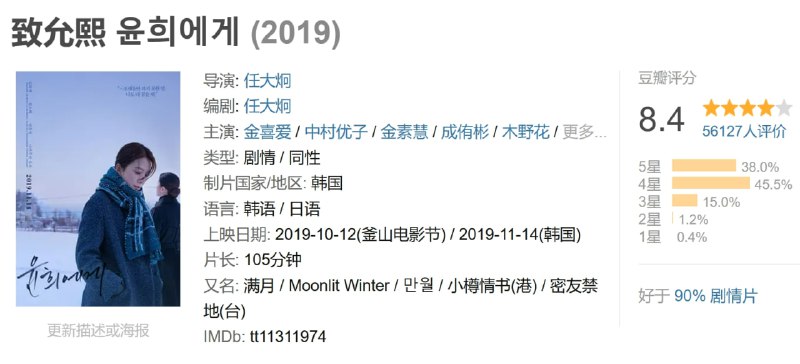 致允熙 윤희에게 (2019)
2019.11.14
윤희에게
更新描述或海报
导演: 任大炯
编剧: 任大炯
主演: 金喜爱 / 中村优子 / 金素慧 / 成侑彬 / 木野花 / 更多...
类型: 剧情 / 同性
制片国家/地区: 韩国
语言: 韩语 / 日语
上映日期: 2019-10-12(釜山电影节) / 2019-11-14(韩国)
片长: 105分钟
又名: 满月 / Moonlit Winter / 만월 / 小樽情书(港) / 密友禁
地(台)
IMDb: tt11311974
豆瓣评分
8.4
56127人评价
5星 38.0%
4星 45.5%
3星 15.0%
2星 1.2%
1星 0.4%
好于 90% 剧情片